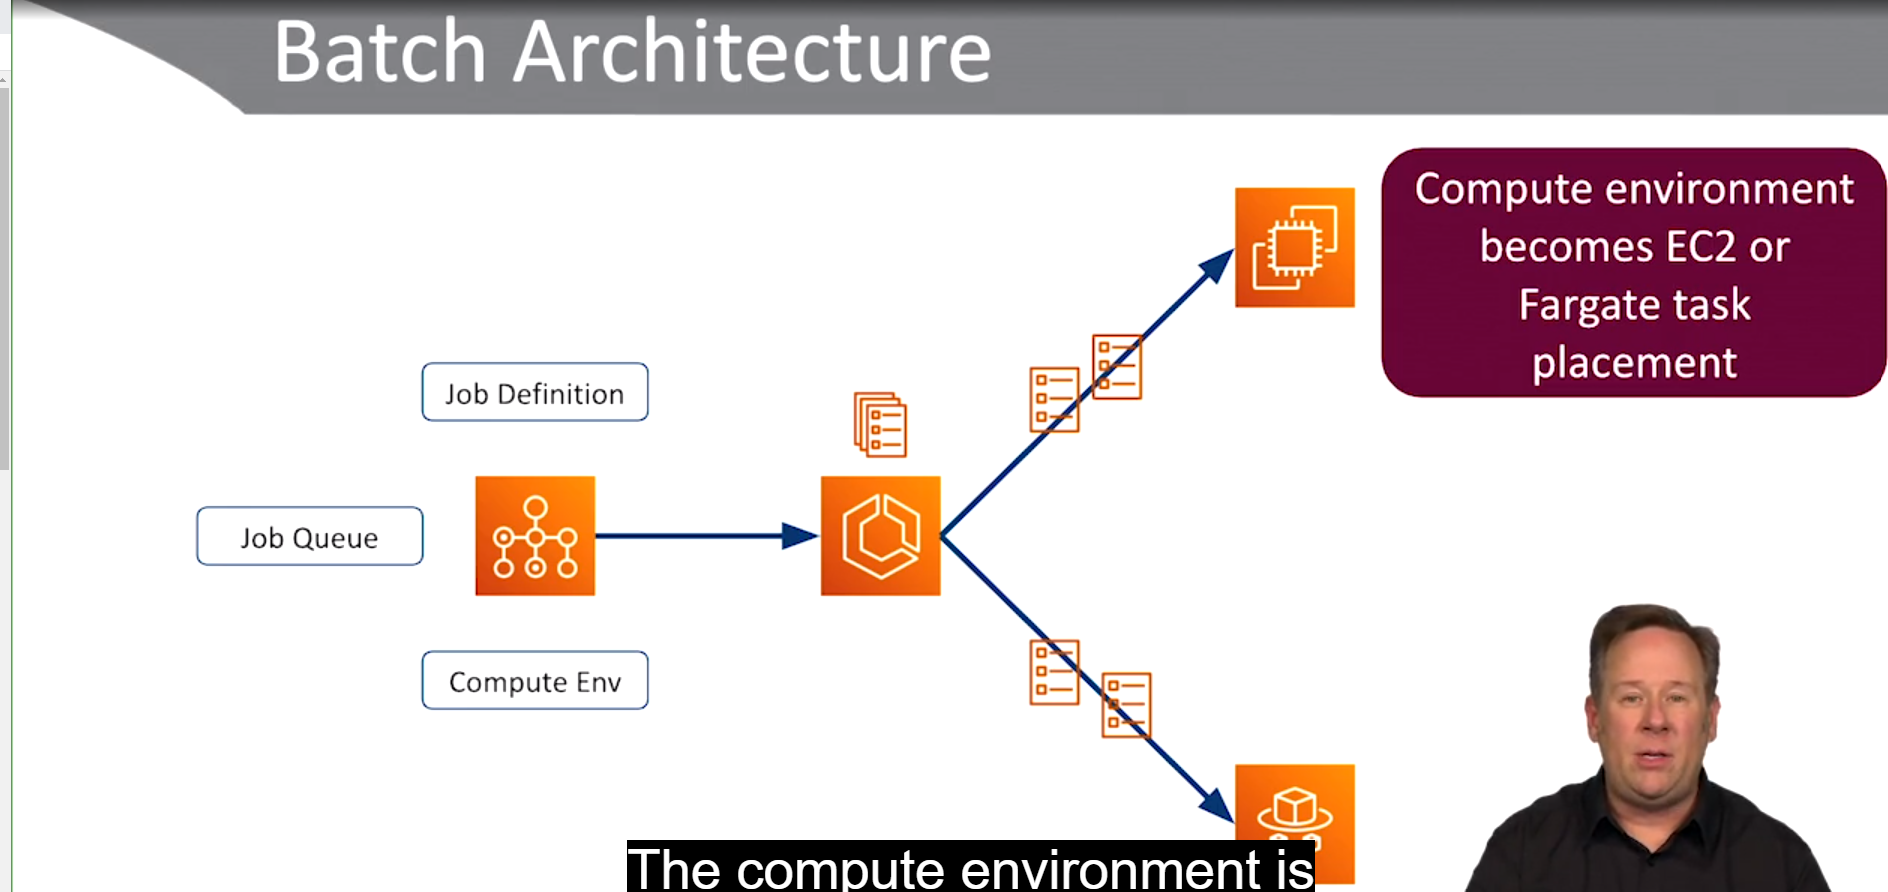 Batch Architecture
Compute environment
becomes EC2 or
Fargate task
placement
Job Definition
Job Queue
Compute Env
The compute environment is